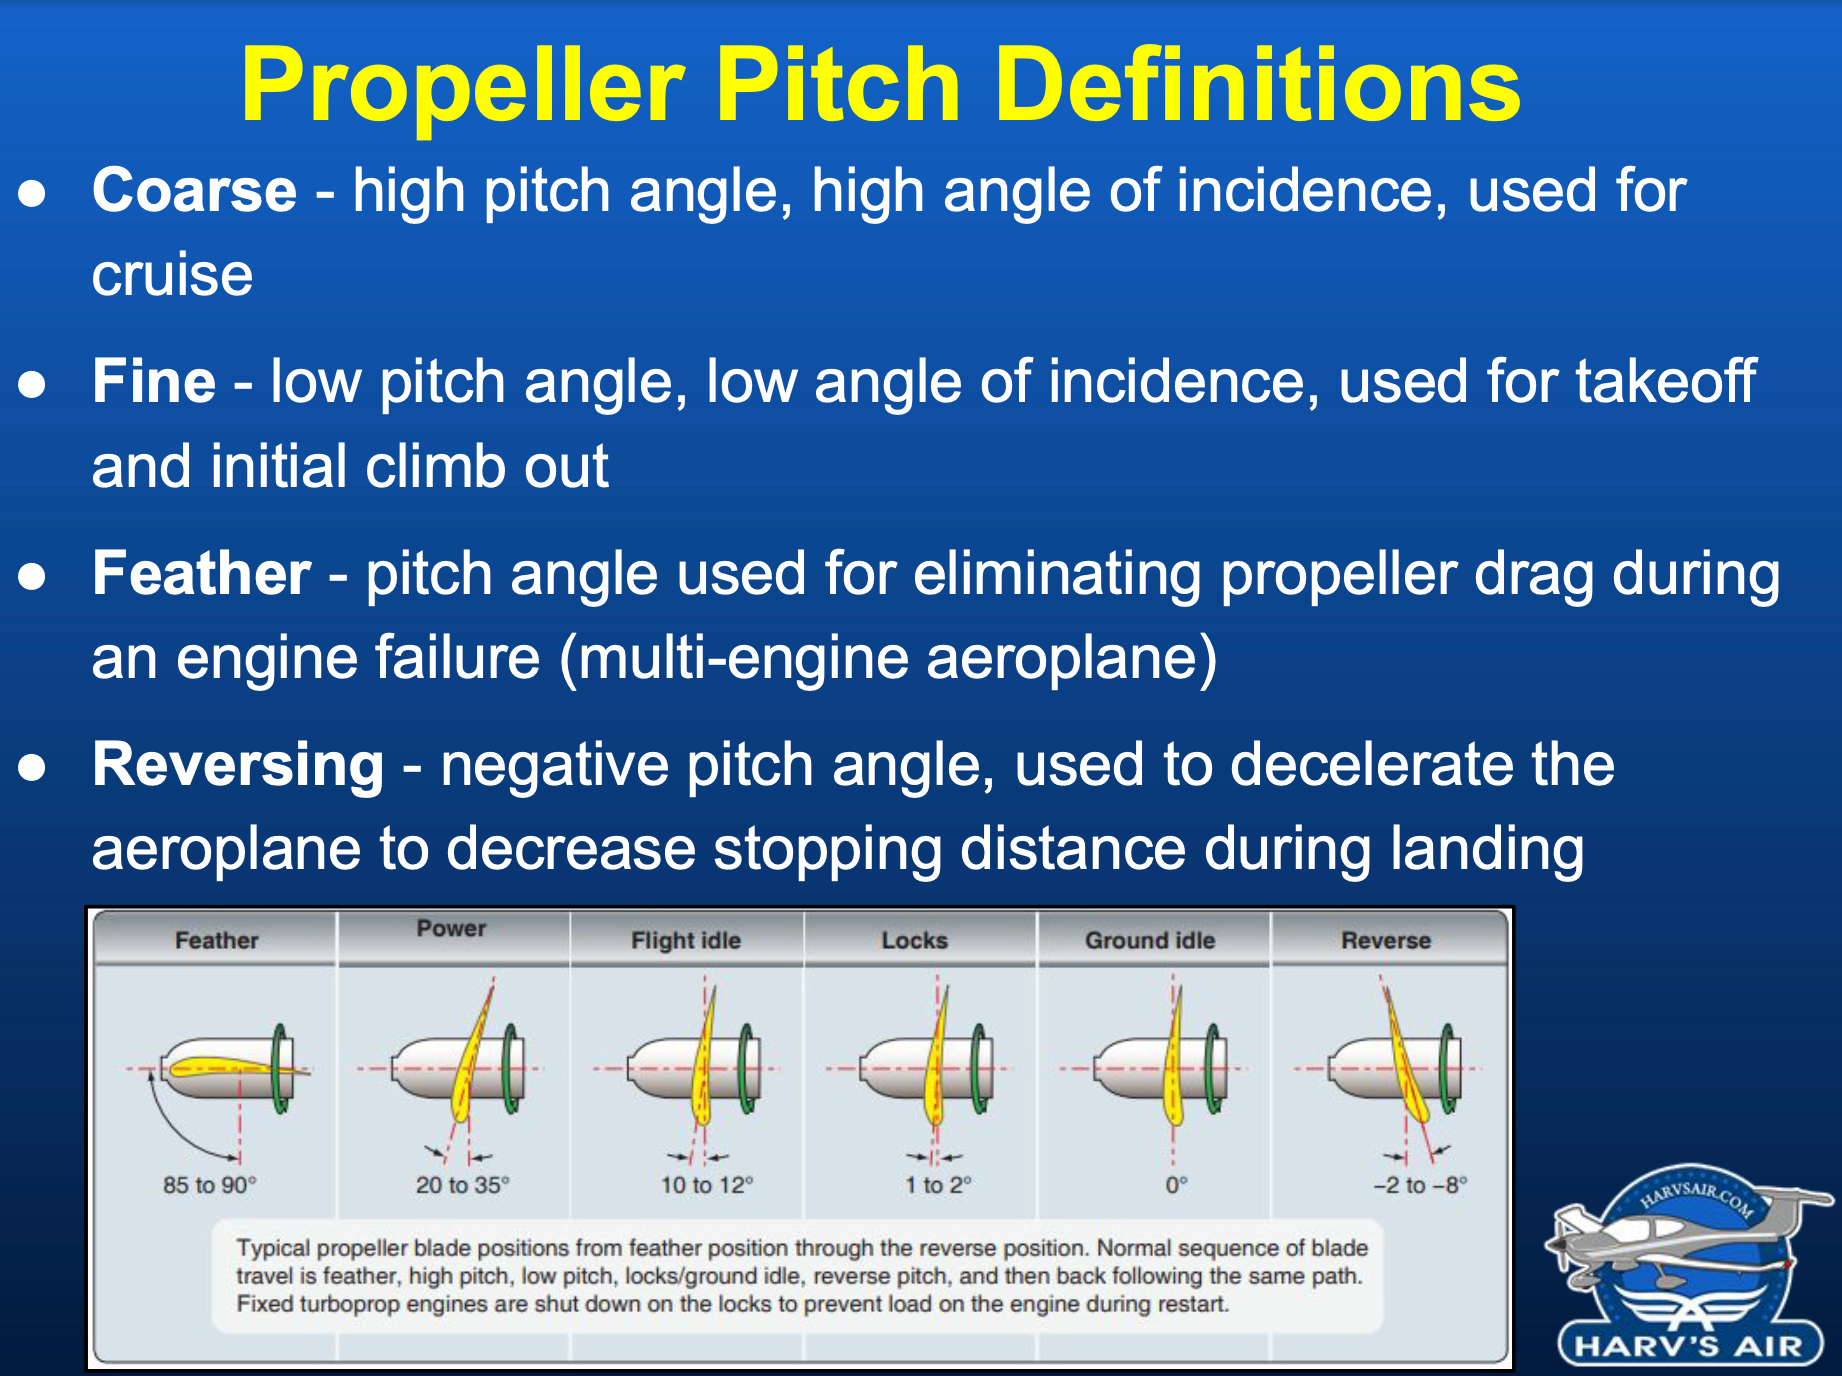 Propeller Pitch Definitions
● Coarse - high pitch angle, high angle of incidence, used for
cruise
● Fine - low pitch angle, low angle of incidence, used for takeoff
and initial climb out
● Feather - pitch angle used for eliminating propeller drag during
an engine failure (multi-engine aeroplane)
● Reversing - negative pitch angle, used to decelerate the
aeroplane to decrease stopping distance during landing
Feather
Power
Flight idle
Locks
Ground idle
Reverse
85 to 90°
20 to 35°
10 to 12°
1 to 2°
0°
−2 to −8°
Typical propeller blade positions from feather position through the reverse position. Normal sequence of blade
travel is feather, high pitch, low pitch, locks/ground idle, reverse pitch, and then back following the same path.
Fixed turboprop engines are shut down on the locks to prevent load on the engine during restart.
HARVSAIR.COM
HARV'S AIR